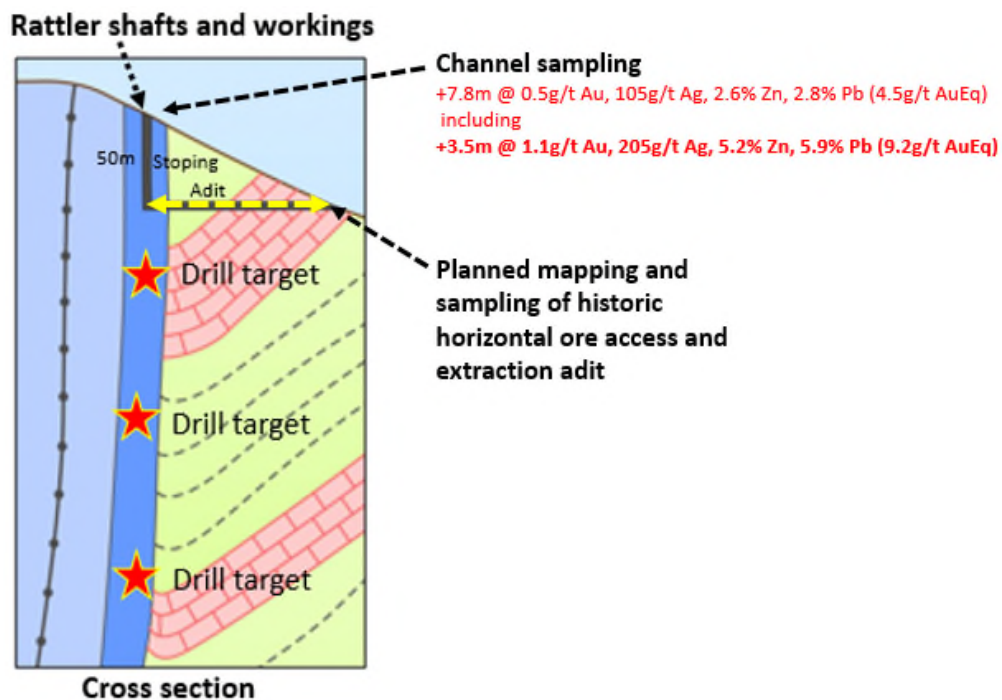 Rattler shafts and workings
Channel sampling
+7.8m @ 0.5g/t Au, 105g/t Ag, 2.6% Zn, 2.8% Pb (4.5g/t AuEq)
including
+3.5m @ 1.1g/t Au, 205g/t Ag, 5.2% Zn, 5.9% Pb (9.2g/t AuEq)
50m
Stoping
Adit
Planned mapping and
sampling of historic
horizontal ore access and
extraction adit
Drill target
Drill target
Drill target
Cross section